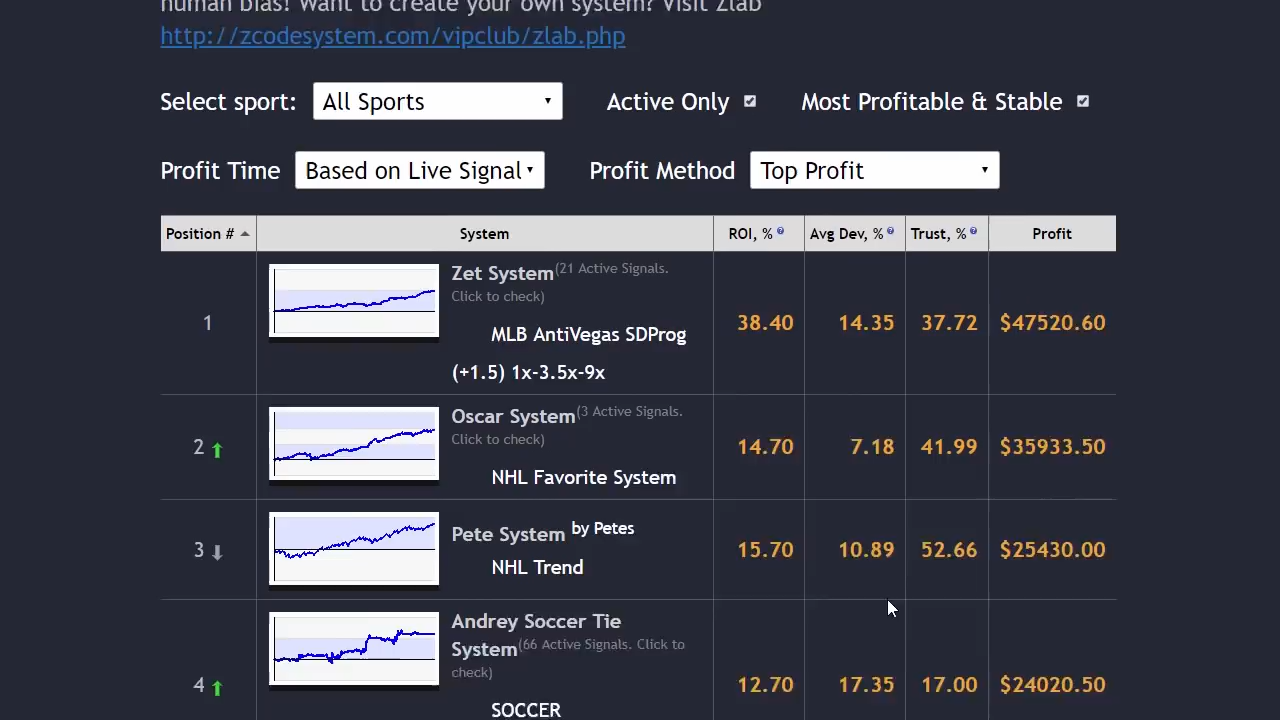 human bias! Want to create your own system? Visit Zlab
http://zcodesystem.com/vipclub/zlab.php
Select sport: All Sports Active Only Most Profitable & Stable
Profit Time Based on Live Signal Profit Method Top Profit
Position # System ROI, % Avg Dev, % Trust, % Profit
Zet System(21 Active Signals.
Click to check)
1 38.40 14.35 37.72 $47520.60
MLB AntiVegas SDProg
(+1.5) 1x-3.5x-9x
Oscar System(3 Active Signals.
Click to check)
2 14.70 7.18 41.99 $35933.50
NHL Favorite System
Pete System by Petes
3 15.70 10.89 52.66 $25430.00
NHL Trend
Andrey Soccer Tie
System(66 Active Signals. Click to
check)
4 12.70 17.35 17.00 $24020.50
SOCCER